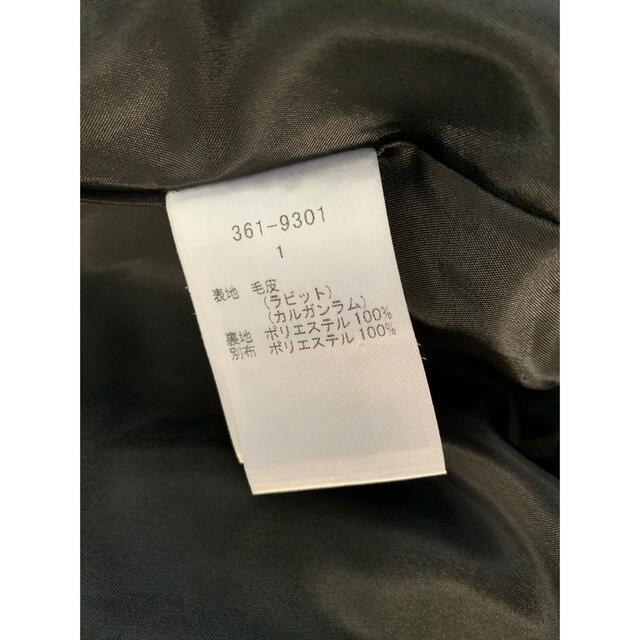 361-9301
1
表地 毛皮
(ラビット)
(カルガンラム)
裏地 ポリエステル 100%
別布 ポリエステル 100%